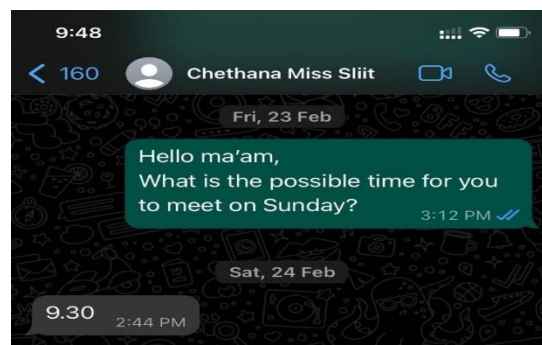 9:48
160 Chethana Miss Sliit
Fri, 23 Feb
Hello ma'am,
What is the possible time for you
to meet on Sunday?
3:12 PM
Sat, 24 Feb
9.30 2:44 PM